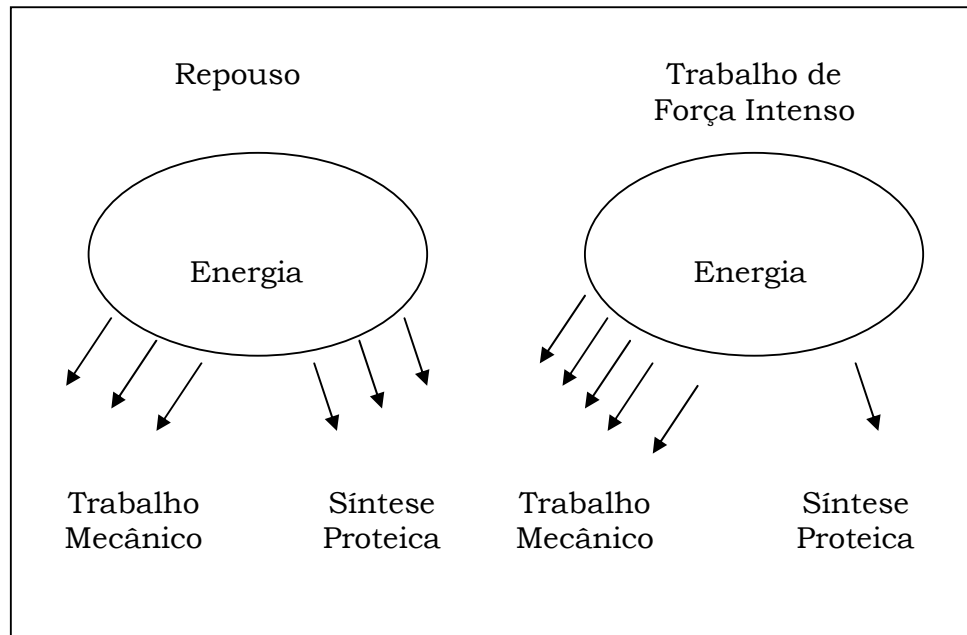 Repouso
Trabalho de
Força Intenso
Energia
Energia
Trabalho
Mecânico
Síntese
Proteica
Trabalho
Mecânico
Síntese
Proteica